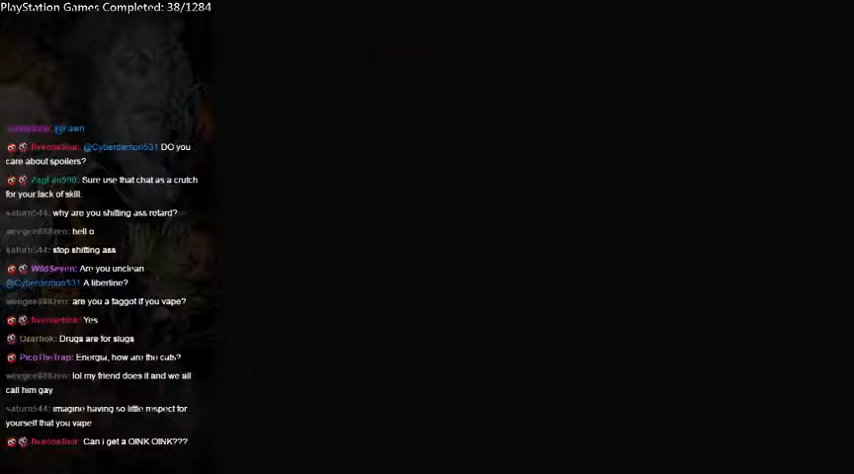 PlayStation Games Completed: 38/1284
fiveonefour: @Cyberdemon531 DO you
care about spoilers?
Sure use that chat as a crutch
for your lack of skill.
saturn544: why are you shitting ass retard?
weegee888zen: hell o
saturn544: stop shitting ass
WildSeven: Are you unclean
@Cyberdemon531 A libertine?
weegee888zen: are you a faggot if you vape?
fiveonefour: Yes
Ozarhok: Drugs are for slugs
PicoTheTrap: Energia, how are the cats?
weegee888zen: lol my friend does it and we all
call him gay
saturn544: imagine having so little respect for
yourself that you vape
fiveonefour: Can i get a OINK OINK???